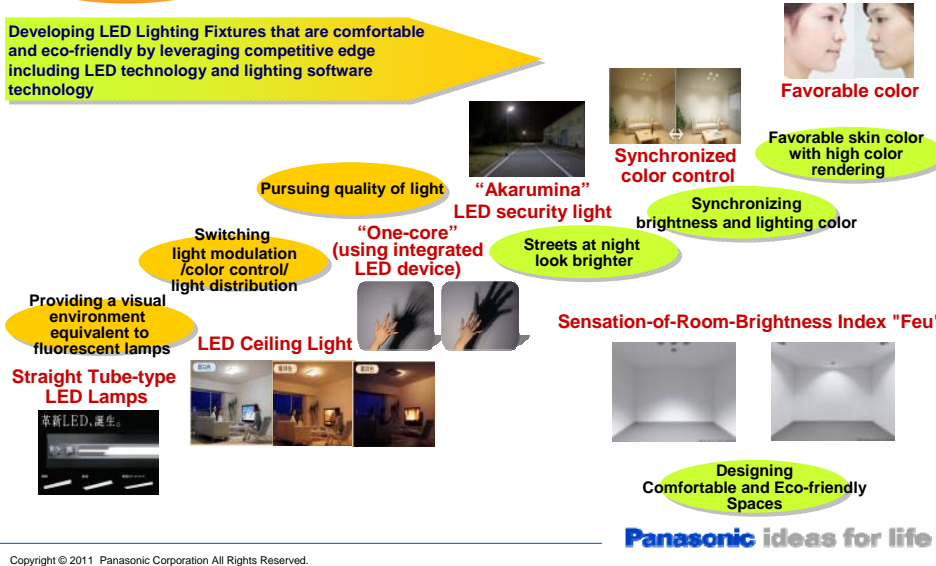 Developing LED Lighting Fixtures that are comfortable
and eco-friendly by leveraging competitive edge
including LED technology and lighting software
technology
Favorable color
Favorable skin color
with high color
rendering
Synchronized
color control
Synchronizing
brightness and lighting color
“Akarumina”
LED security light
Streets at night
look brighter
Pursuing quality of light
“One-core”
(using integrated
LED device)
Switching
light modulation
/color control/
light distribution
LED Ceiling Light
Providing a visual
environment
equivalent to
fluorescent lamps
Straight Tube-type
LED Lamps
革新LED、誕生。
Sensation-of-Room-Brightness Index "Feu"
Designing
Comfortable and Eco-friendly
Spaces
Panasonic ideas for life
Copyright © 2011 Panasonic Corporation All Rights Reserved.